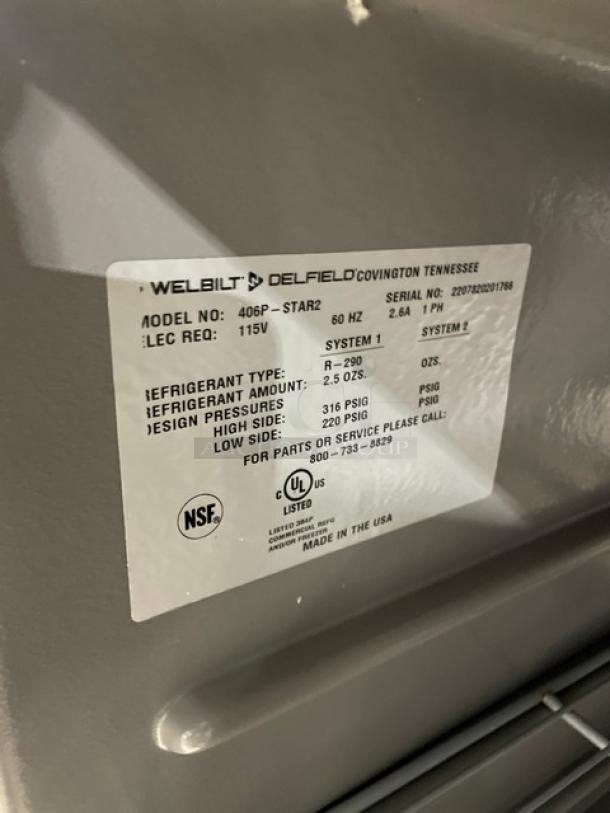 WELBILT DELFIELD COVINGTON TENNESSEE
MODEL NO: 406P-STAR2 SERIAL NO: 2207820201766
ELEC REQ: 115V 60 HZ 2.6A 1 PH
SYSTEM 1 SYSTEM 2
REFRIGERANT TYPE: R-290
REFRIGERANT AMOUNT: 2.5 OZS. OZS.
DESIGN PRESSURES
HIGH SIDE: 316 PSIG PSIG
LOW SIDE: 220 PSIG PSIG
FOR PARTS OR SERVICE PLEASE CALL:
800-733-8829
NSF®
C UL US
LISTED
LISTED 384P
COMMERCIAL REFG
AND/OR FREEZER
MADE IN THE USA